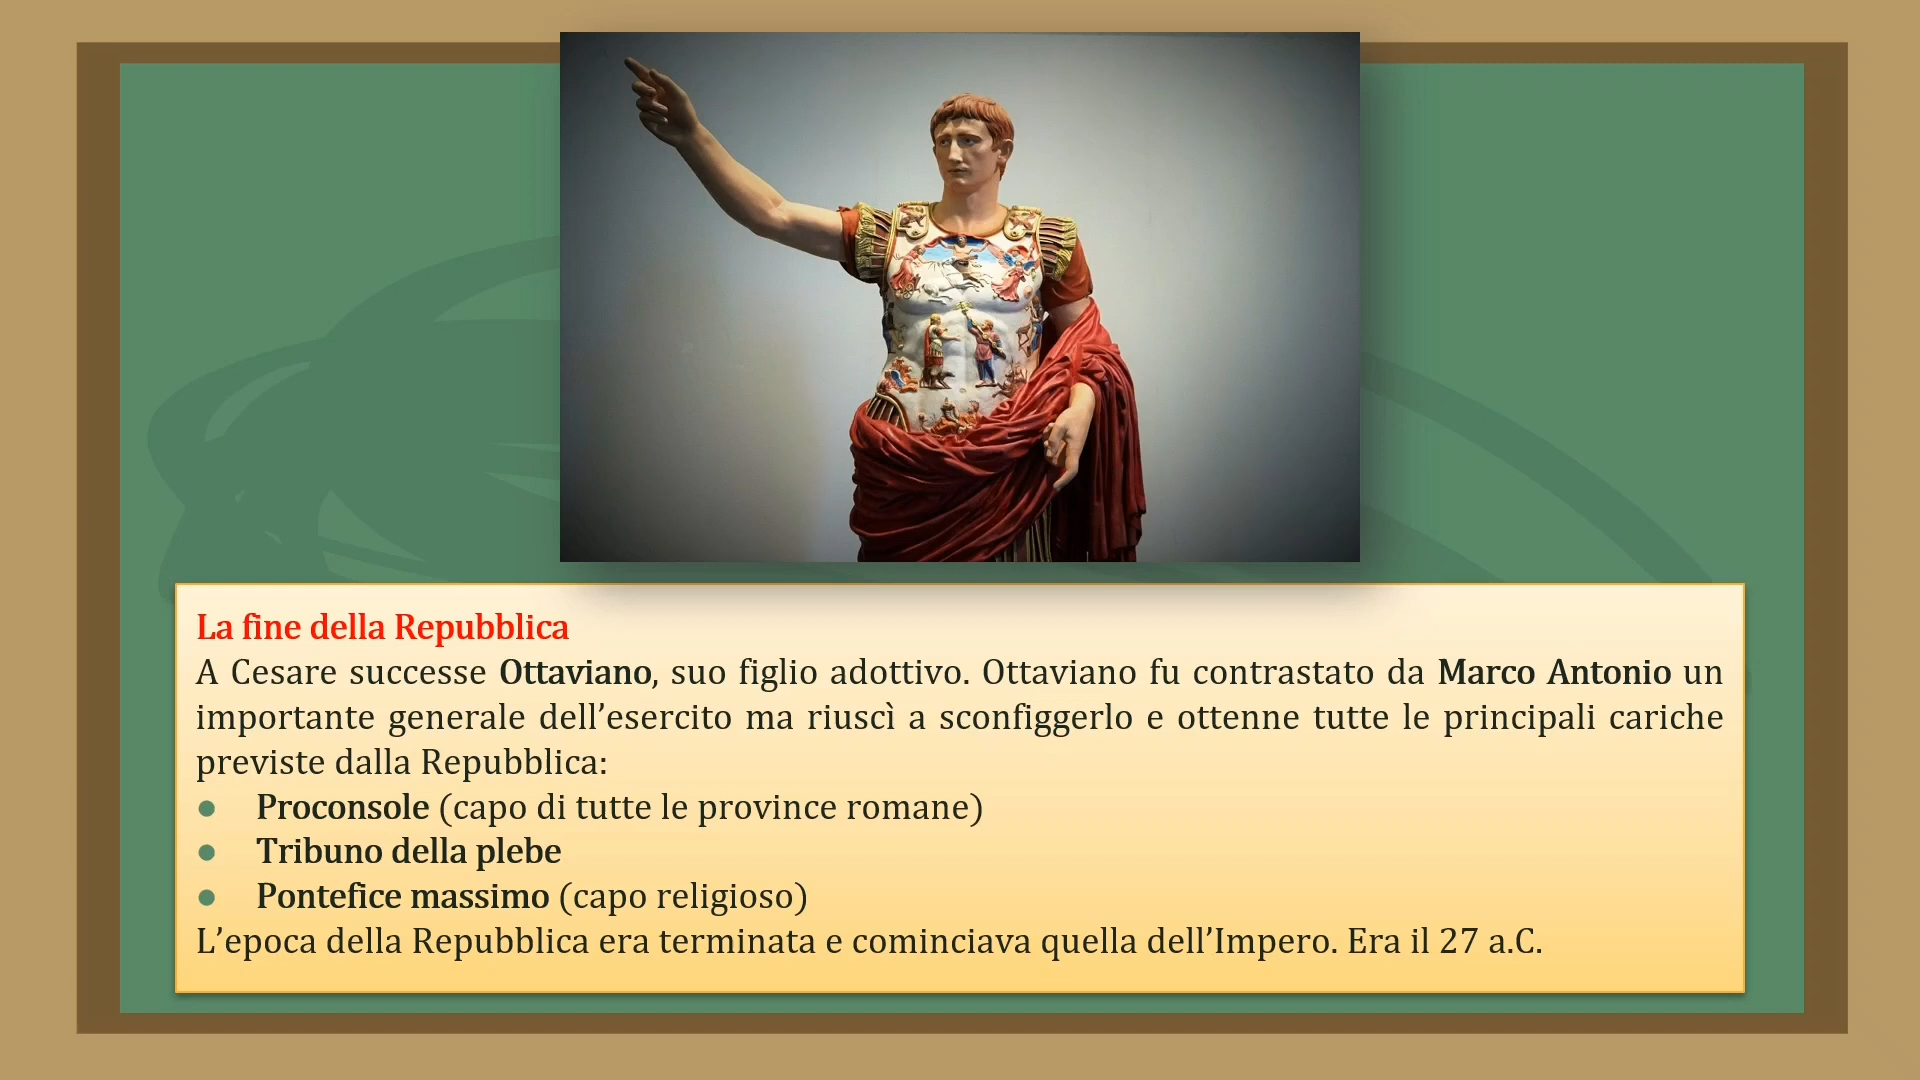 La fine della Repubblica
A Cesare successe Ottaviano, suo figlio adottivo. Ottaviano fu contrastato da Marco Antonio un
importante generale dell’esercito ma riuscì a sconfiggerlo e ottenne tutte le principali cariche
previste dalla Repubblica:
● Proconsole (capo di tutte le province romane)
● Tribuno della plebe
● Pontefice massimo (capo religioso)
L’epoca della Repubblica era terminata e cominciava quella dell’Impero. Era il 27 a.C.